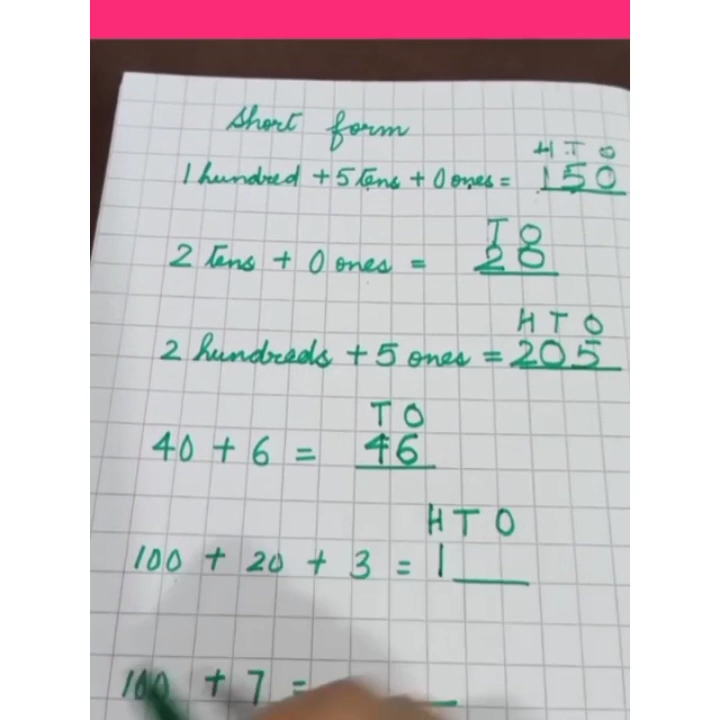 Short form
H T O
1 hundred + 5 Tens + 0 ones = 150
T O
2 Tens + 0 ones = 20
H T O
2 hundreds + 5 ones = 205
T O
40 + 6 = 46
H T O
100 + 20 + 3 = 1
100 + 7 =